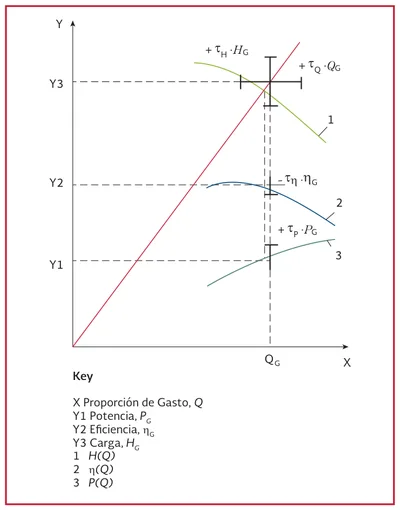 Y
+ τH ·HG
+ τQ ·QG
Y3
1
Y2
- τη ·ηG
2
+ τp ·PG
3
Y1
QG
X
Key
X Proporción de Gasto, Q
Y1 Potencia, PG
Y2 Eficiencia, ηG
Y3 Carga, HG
1 H(Q)
2 η(Q)
3 P(Q)